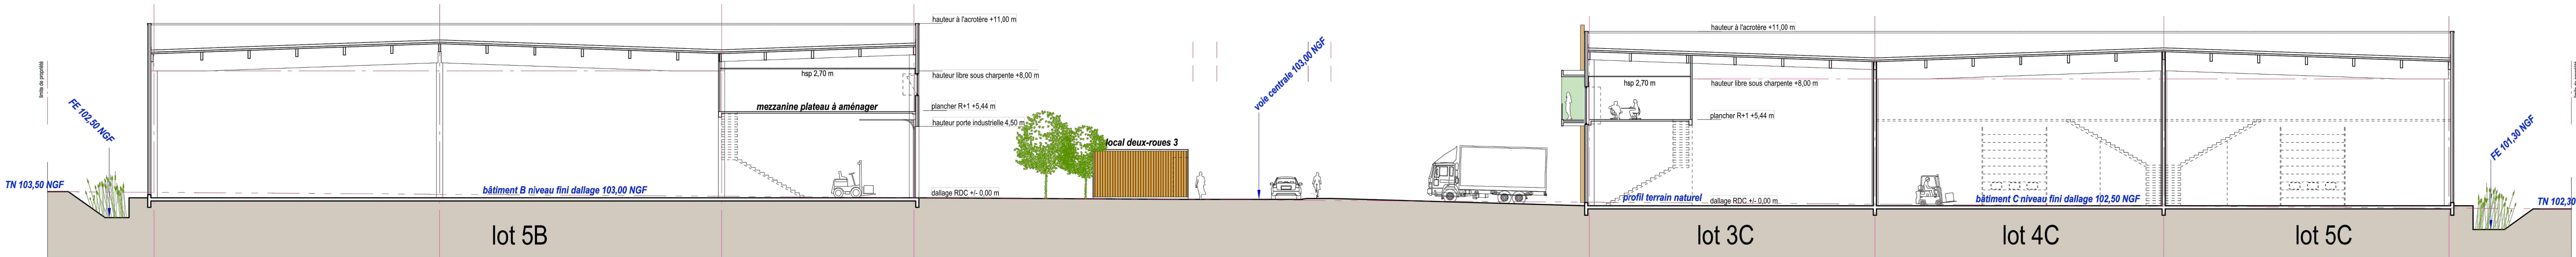 limite de propriété
FE 102,50 NGF
TN 103,50 NGF
bâtiment B niveau fini dallage 103,00 NGF
lot 5B
hsp 2,70 m
mezzanine plateau à aménager
hauteur à l'acrotère +11,00 m
hauteur libre sous charpente +8,00 m
plancher R+1 +5,44 m
hauteur porte industrielle 4,50 m
dallage RDC +/- 0,00 m
local deux-roues 3
voie centrale 103,00 NGF
hauteur à l'acrotère +11,00 m
hsp 2,70 m
hauteur libre sous charpente +8,00 m
plancher R+1 +5,44 m
profil terrain naturel
dallage RDC +/- 0,00 m
lot 3C
bâtiment C niveau fini dallage 102,50 NGF
lot 4C
lot 5C
FE 101,30 NGF
TN 102,30